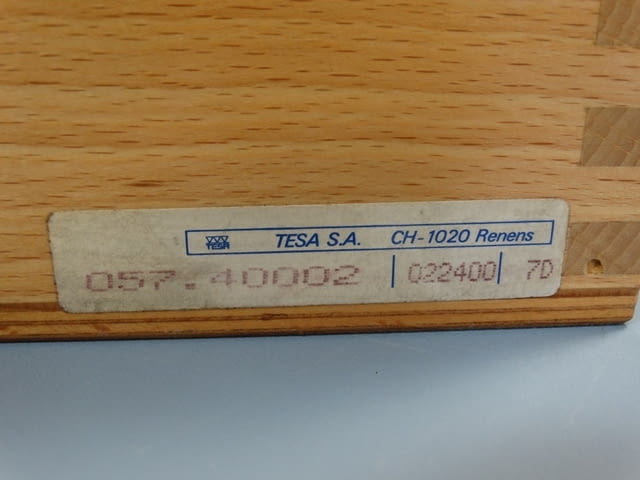 TESA TESA S.A. CH-1020 Renens
057.40002 022400 7D